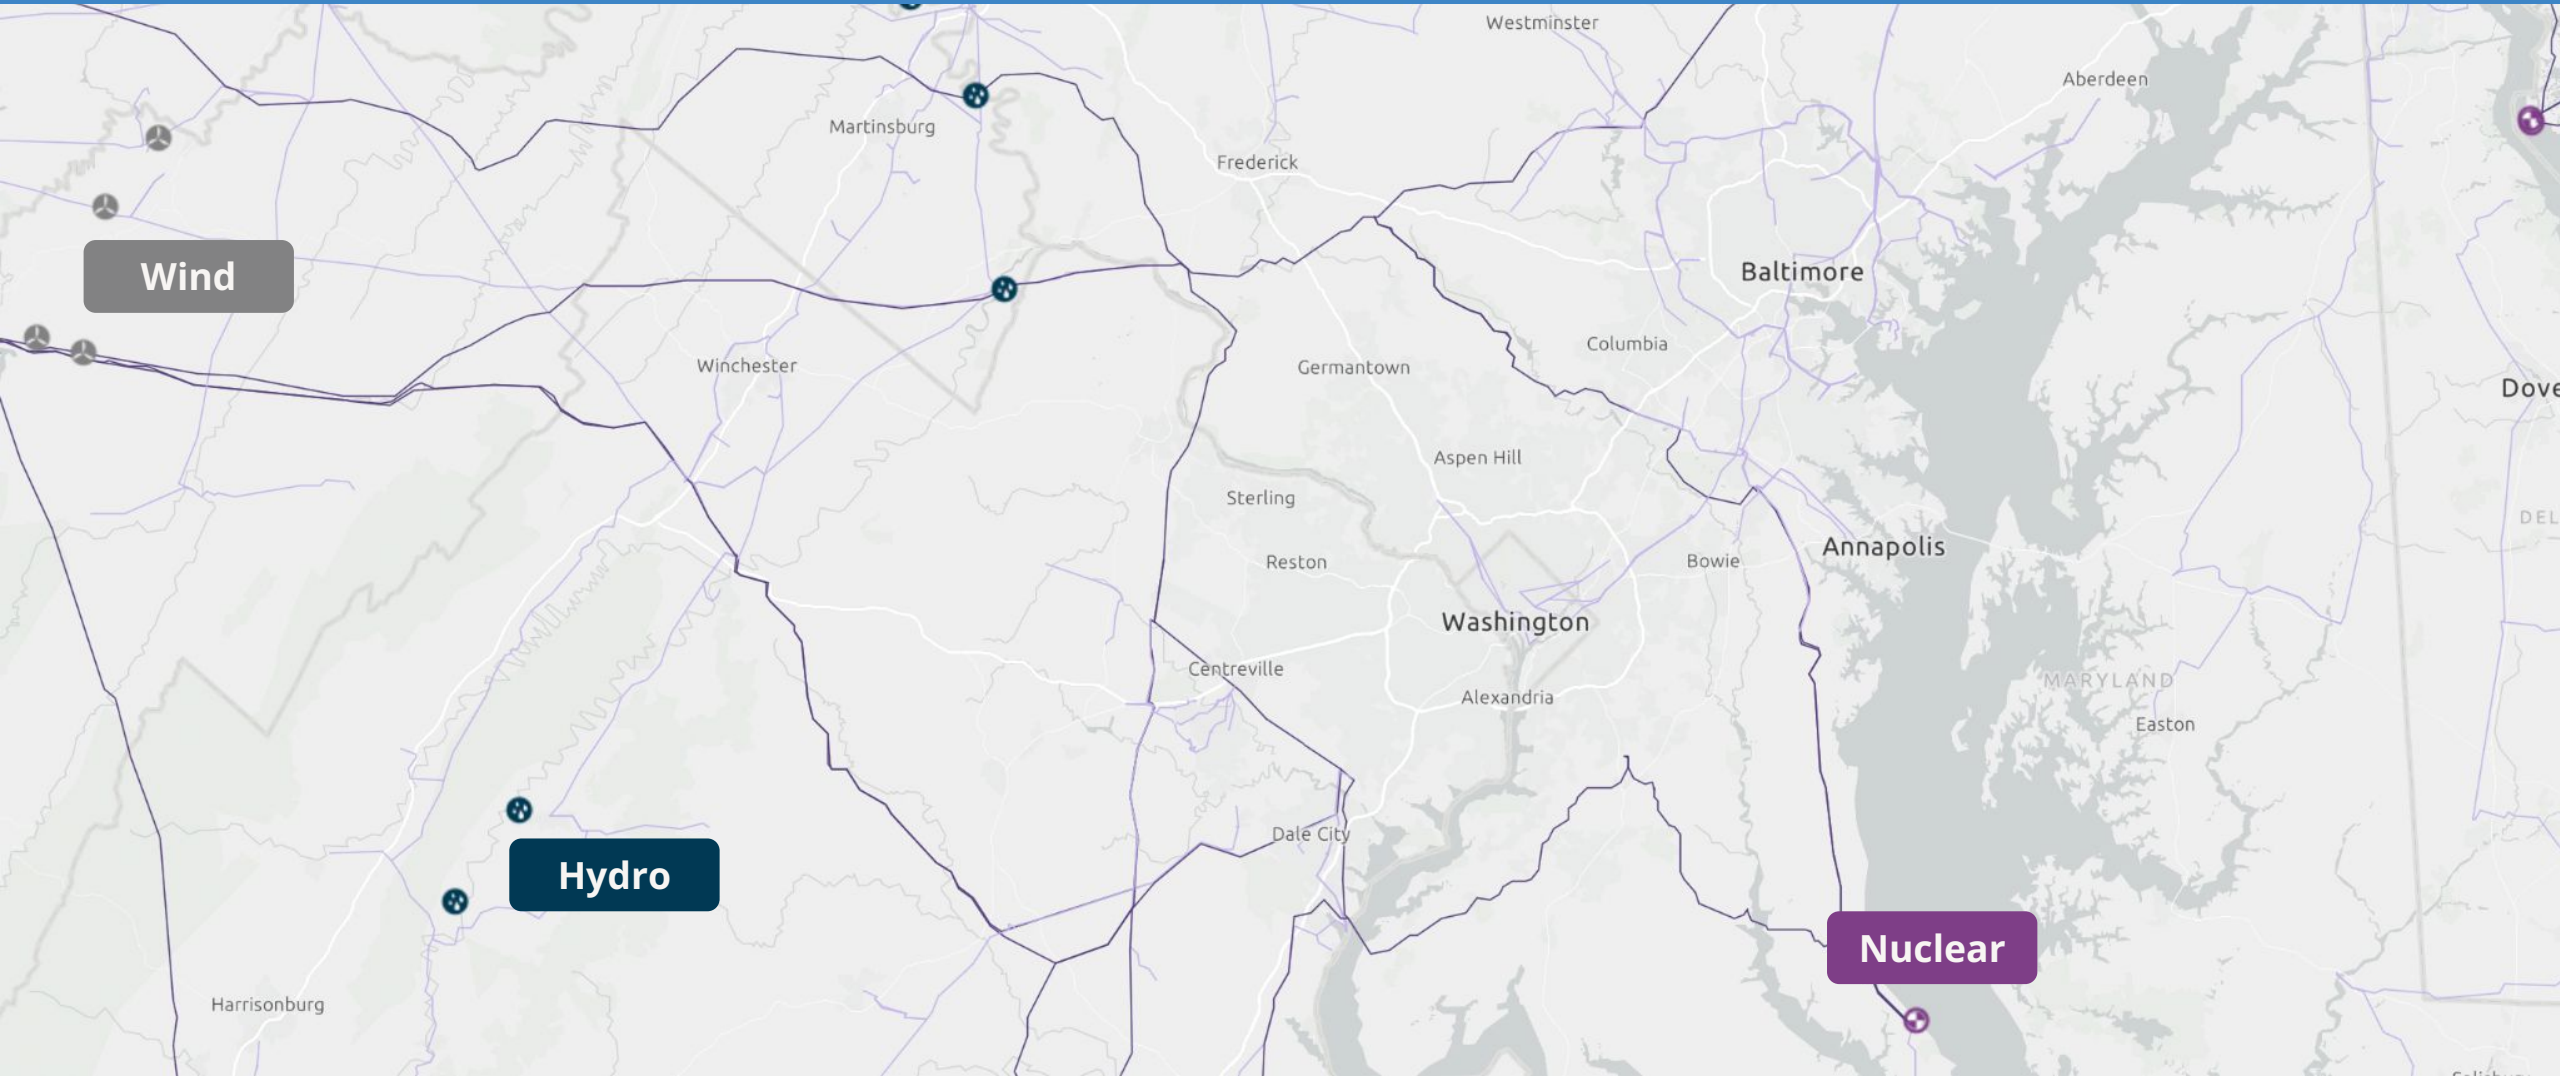 Westminster
Aberdeen
Martinsburg
Frederick
Wind
Baltimore
Columbia
Winchester
Germantown
Dove
Aspen Hill
Sterling
DEL
Annapolis
Reston
Bowie
Washington
Centreville
MARYLAND
Alexandria
Easton
Dale City
Hydro
Nuclear
Harrisonburg